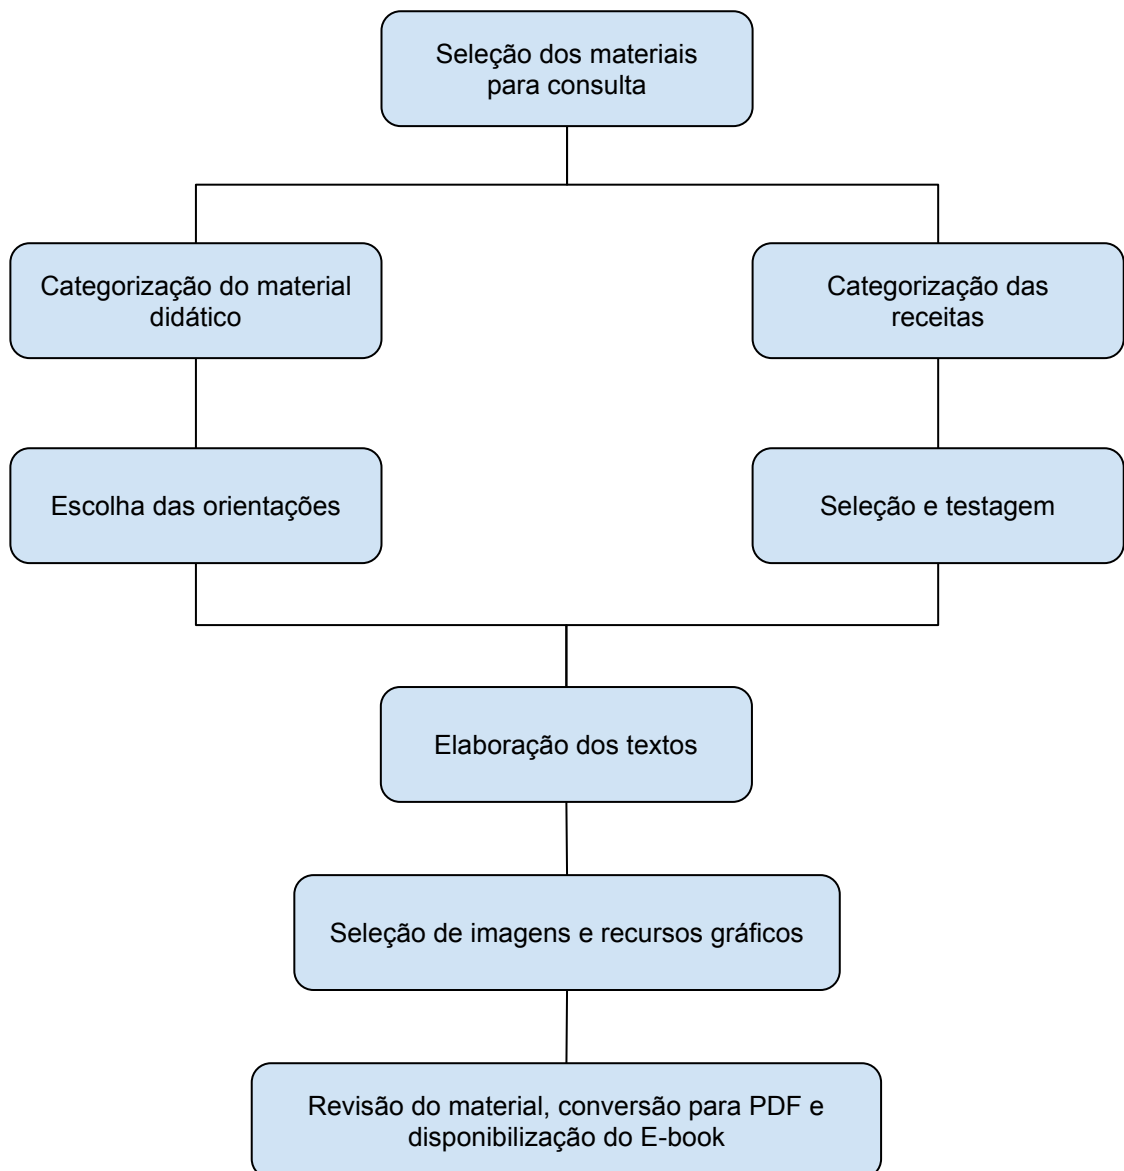 Seleção dos materiais
para consulta
Categorização do material
didático
Categorização das
receitas
Escolha das orientações
Seleção e testagem
Elaboração dos textos
Seleção de imagens e recursos gráficos
Revisão do material, conversão para PDF e
disponibilização do E-book